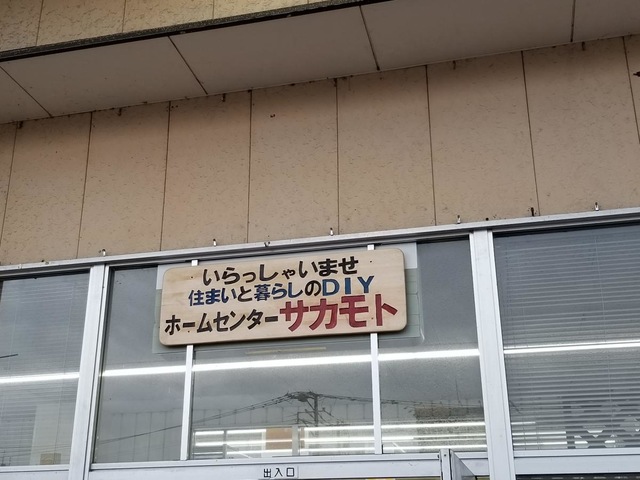 いらっしゃいませ
住まいと暮らしのDIY
ホームセンターサカモト
出入口